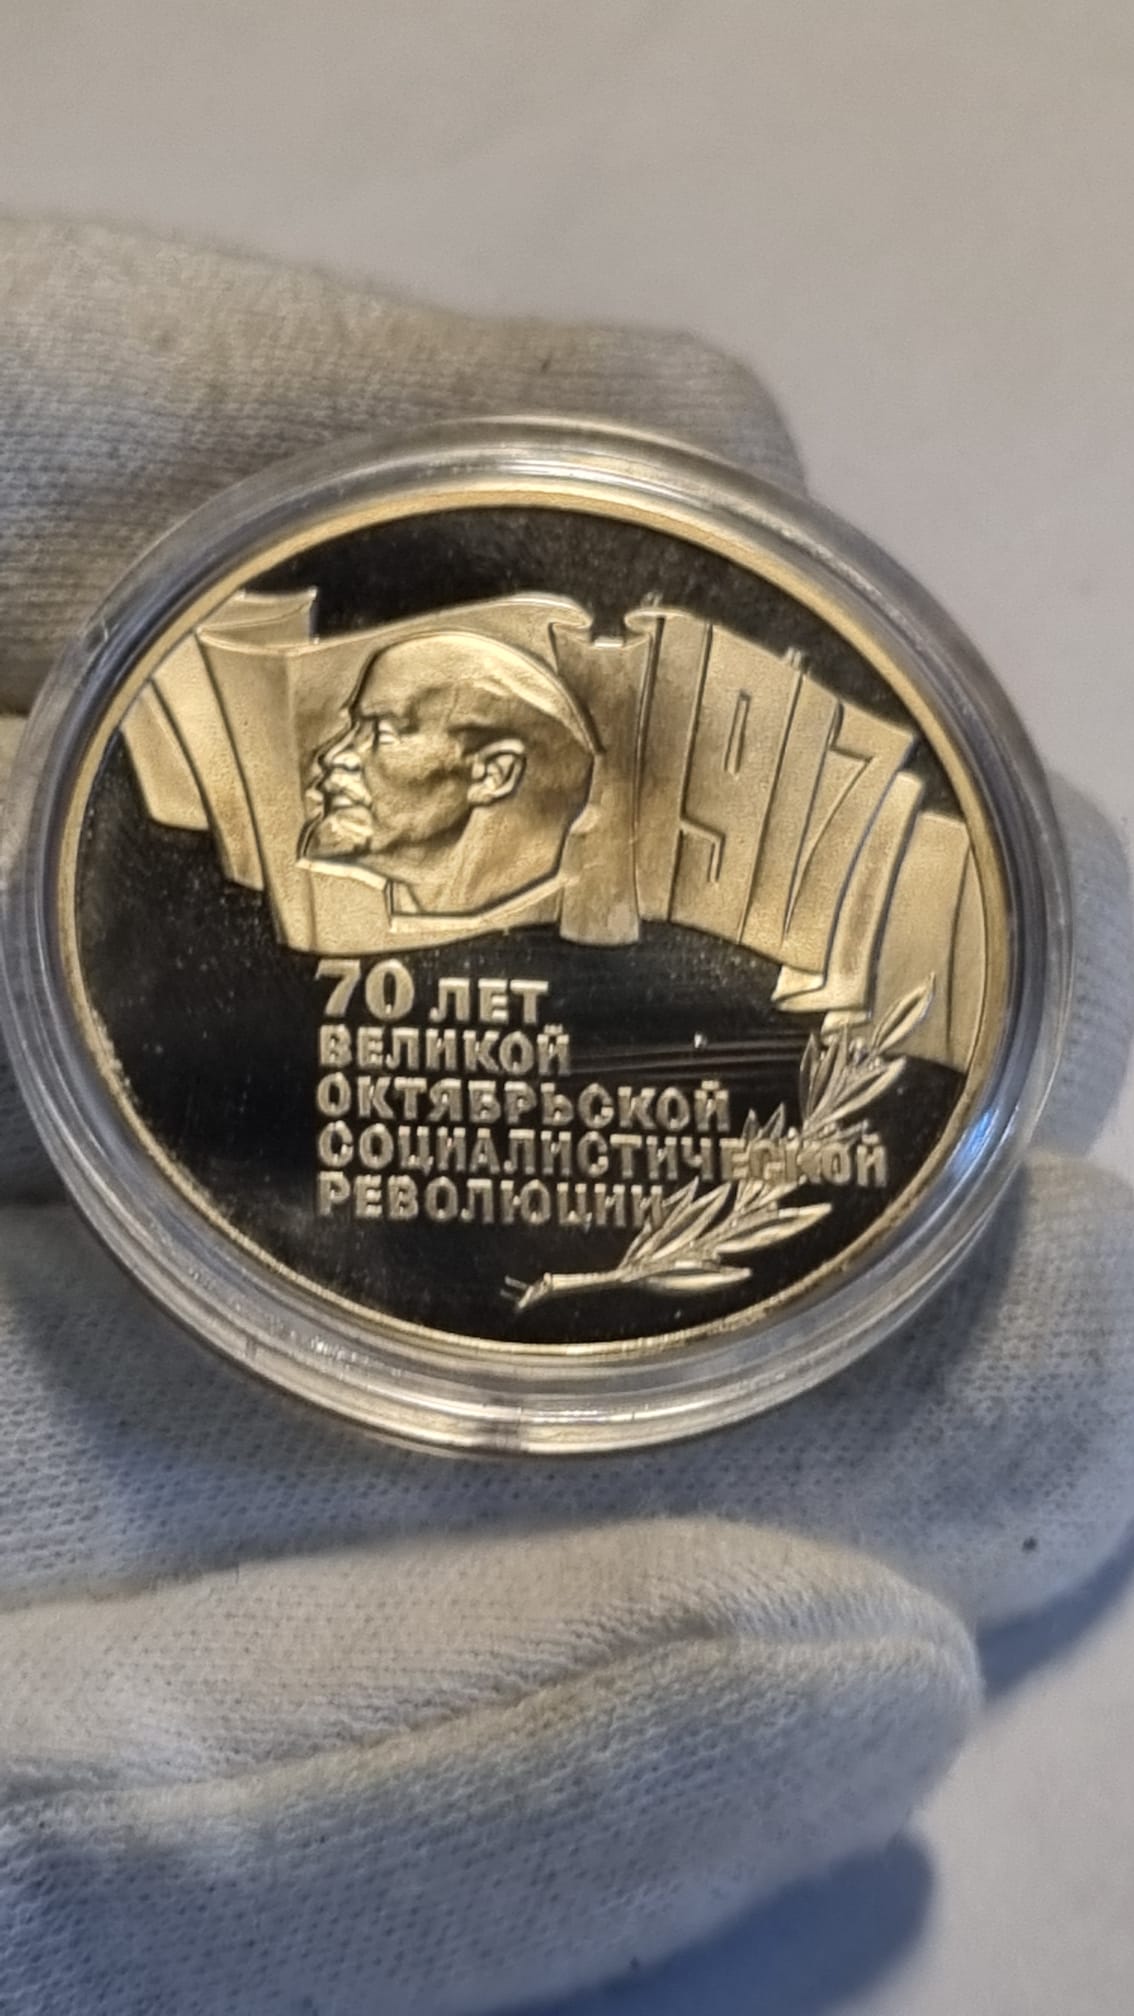 1917
70 ЛЕТ
ВЕЛИКОЙ
ОКТЯБРЬСКОЙ
СОЦИАЛИСТИЧЕСКОЙ
РЕВОЛЮЦИИ